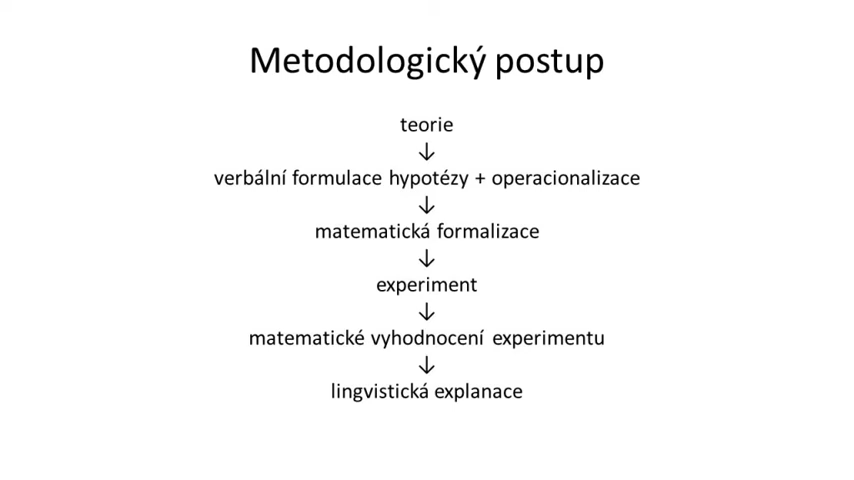 Metodologický postup
teorie
↓
verbální formulace hypotézy + operacionalizace
↓
matematická formalizace
↓
experiment
↓
matematické vyhodnocení experimentu
↓
lingvistická explanace